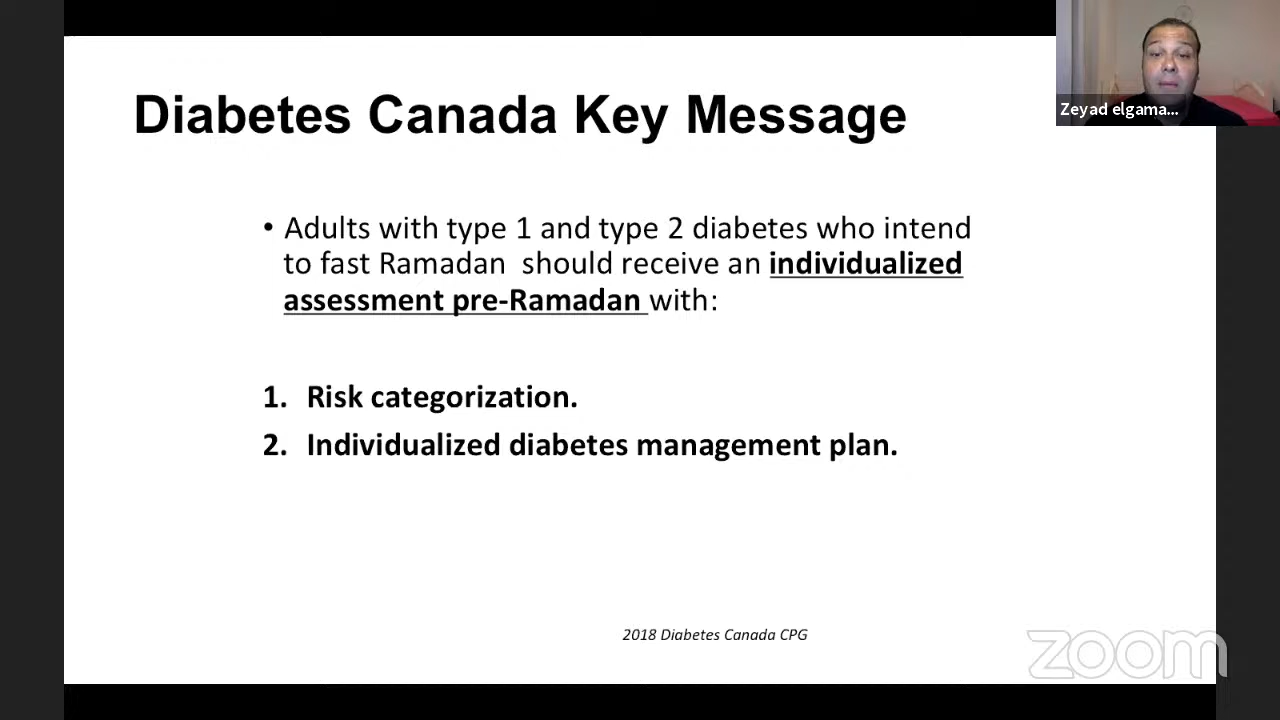 Diabetes Canada Key Message
Zeyad elgama...
• Adults with type 1 and type 2 diabetes who intend
to fast Ramadan  should receive an individualized
assessment pre-Ramadan with:
1. Risk categorization.
2. Individualized diabetes management plan.
2018 Diabetes Canada CPG
zoom